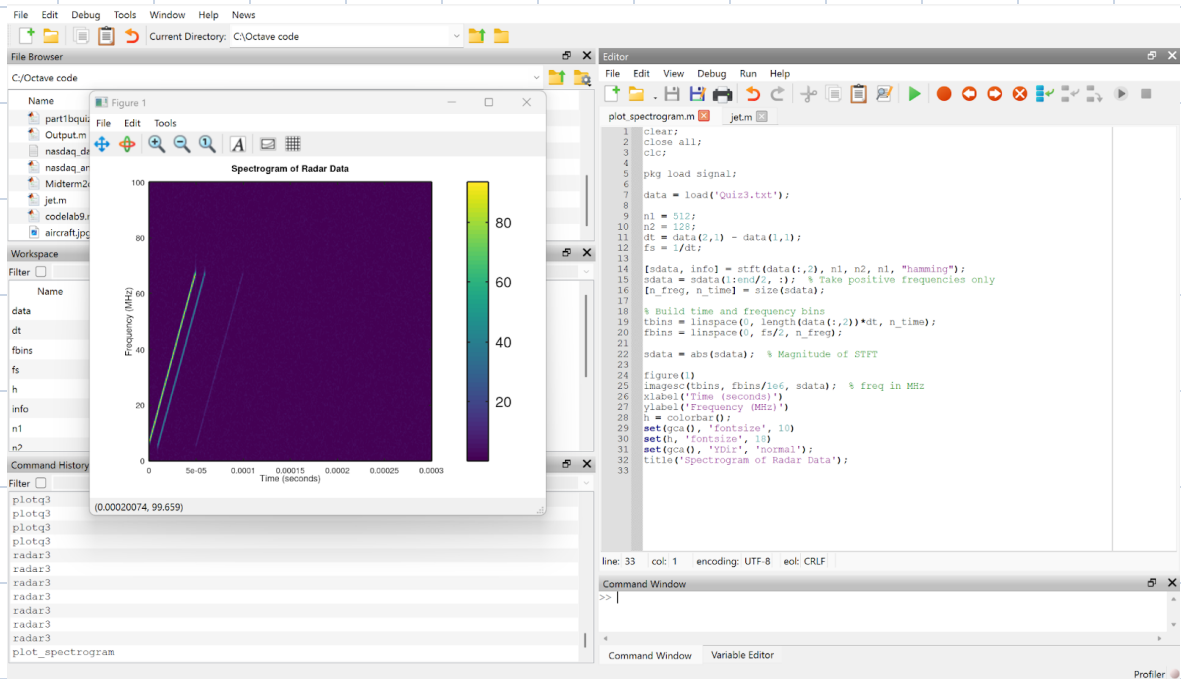 File Edit Debug Tools Window Help News
Current Directory: C:\Octave code
File Browser
C:/Octave code
Name
Output.m
jet.m
aircraft.jpg
Workspace
Filter
Name
data
dt
fbins
fs
h
info
n1
n2
Command History
Filter
plotq3
plotq3
plotq3
plotq3
radar3
radar3
radar3
radar3
radar3
radar3
radar3
plot_spectrogram
Figure 1
File Edit Tools
Spectrogram of Radar Data
100
80
60
40
20
0
Frequency (MHz)
0 5e-05 0.0001 0.00015 0.0002 0.00025 0.0003
Time (seconds)
80
60
40
20
(0.00020074, 99.659)
Editor
File Edit View Debug Run Help
plot_spectrogram.m jet.m
1 clear;
2 close all;
3 clc;
4
5 pkg load signal;
6
7 data = load('Quiz3.txt');
8
9 n1 = 512;
10 n2 = 128;
11 dt = data(2,1) - data(1,1);
12 fs = 1/dt;
13
14 [sdata, info] = stft(data(:,2), n1, n2, n1, "hamming");
15 sdata = sdata(1:end/2, :); % Take positive frequencies only
16 [n_freq, n_time] = size(sdata);
17
18 % Build time and frequency bins
19 tbins = linspace(0, length(data(:,2))*dt, n_time);
20 fbins = linspace(0, fs/2, n_freq);
21
22 sdata = abs(sdata); % Magnitude of STFT
23
24 figure(1)
25 imagesc(tbins, fbins/1e6, sdata); % freq in MHz
26 xlabel('Time (seconds)')
27 ylabel('Frequency (MHz)')
28 h = colorbar();
29 set(gca(), 'fontsize', 10)
30 set(h, 'fontsize', 18)
31 set(gca(), 'YDir', 'normal');
32 title('Spectrogram of Radar Data');
33
line: 33 col: 1 encoding: UTF-8 eol: CRLF
Command Window
>>
Command Window Variable Editor
Profiler